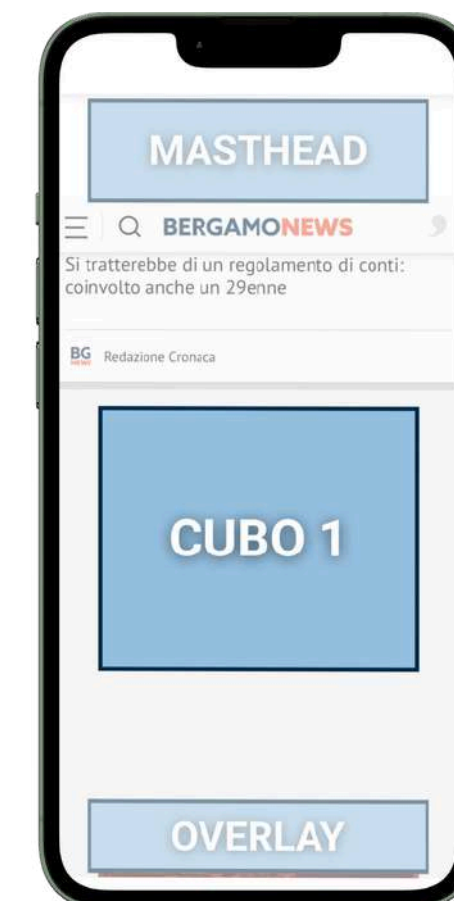 MASTHEAD
BERGAMONEWS
Si tratterebbe di un regolamento di conti:
coinvolto anche un 29enne
BG
NEWS
Redazione Cronaca
CUBO 1
OVERLAY